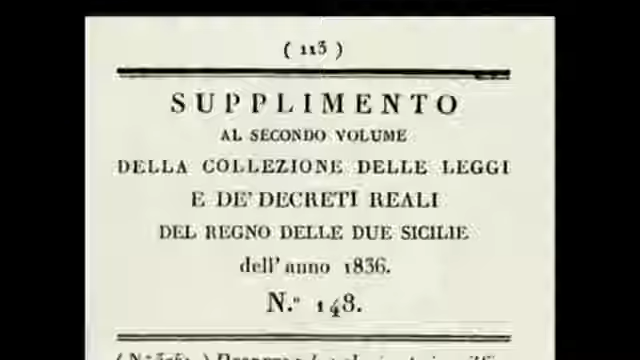 ( 113 )
SUPPLIMENTO
AL SECONDO VOLUME
DELLA COLLEZIONE DELLE LEGGI
E DE' DECRETI REALI
DEL REGNO DELLE DUE SICILIE
dell' anno 1836.
N.º 148.